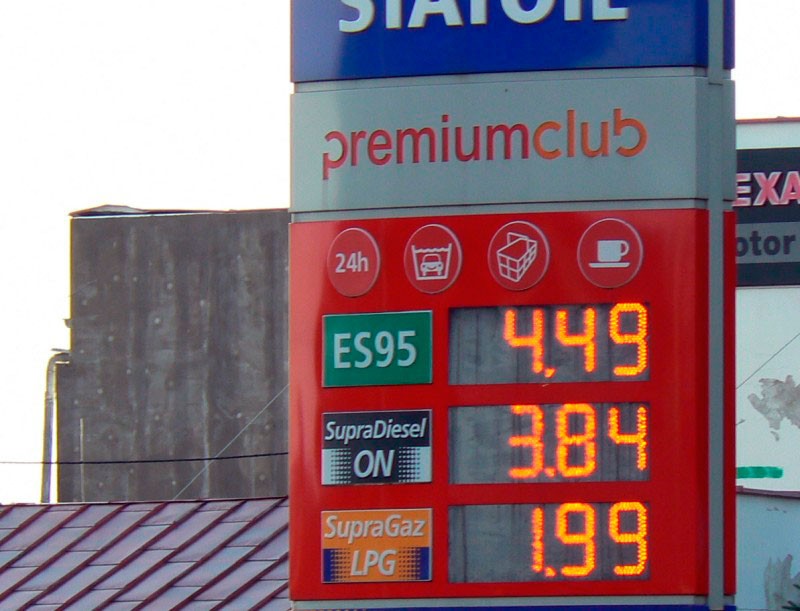 STATOIL
premiumclub
24h
ES95 4.49
SupraDiesel
ON 3.84
SupraGaz
LPG 1.99
EXA
otor